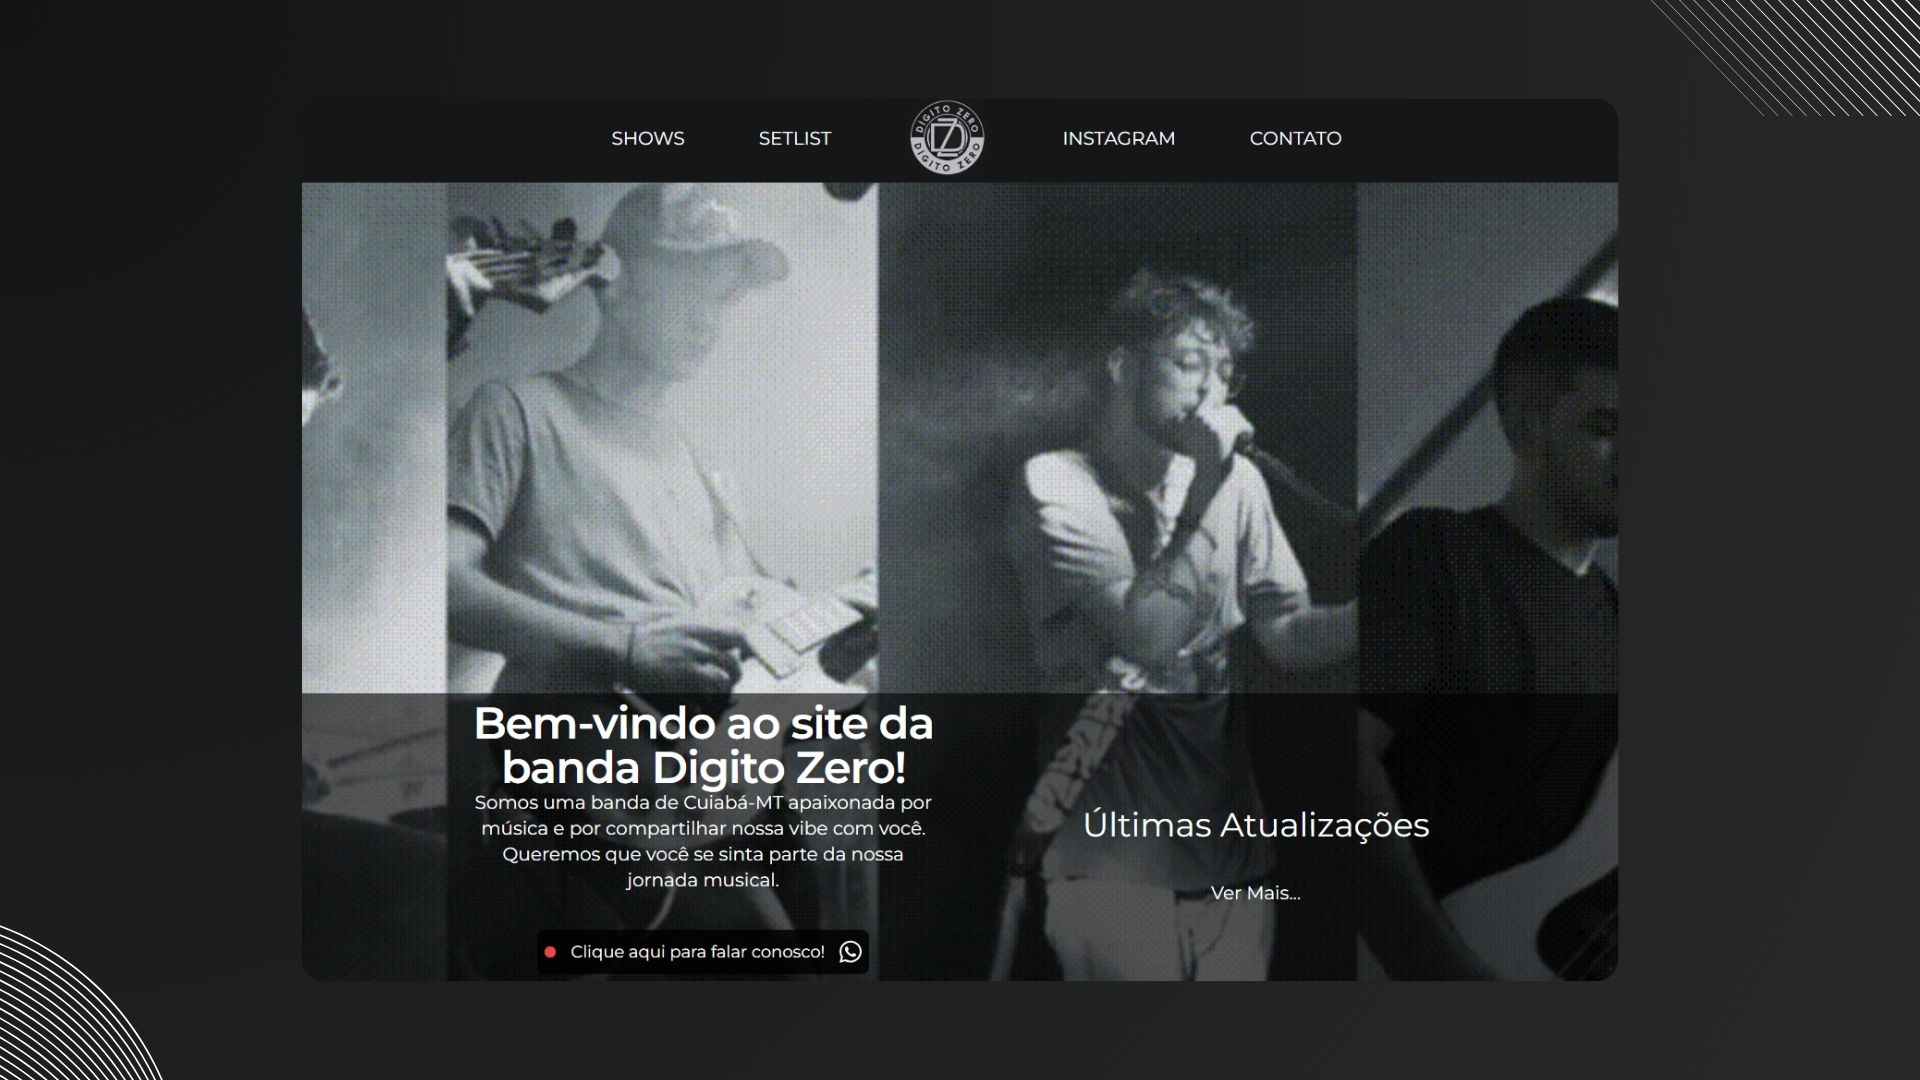 SHOWS
SETLIST
DIGITO ZERO
DZ
DIGITO ZERO
INSTAGRAM
CONTATO
Bem-vindo ao site da
banda Digito Zero!
Somos uma banda de Cuiabá-MT apaixonada por
música e por compartilhar nossa vibe com você.
Queremos que você se sinta parte da nossa
jornada musical.
Clique aqui para falar conosco!
Últimas Atualizações
Ver Mais...